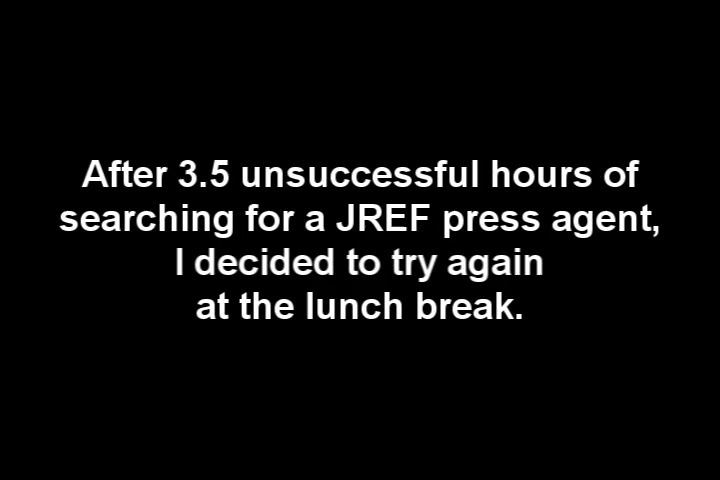 After 3.5 unsuccessful hours of
searching for a JREF press agent,
I decided to try again
at the lunch break.